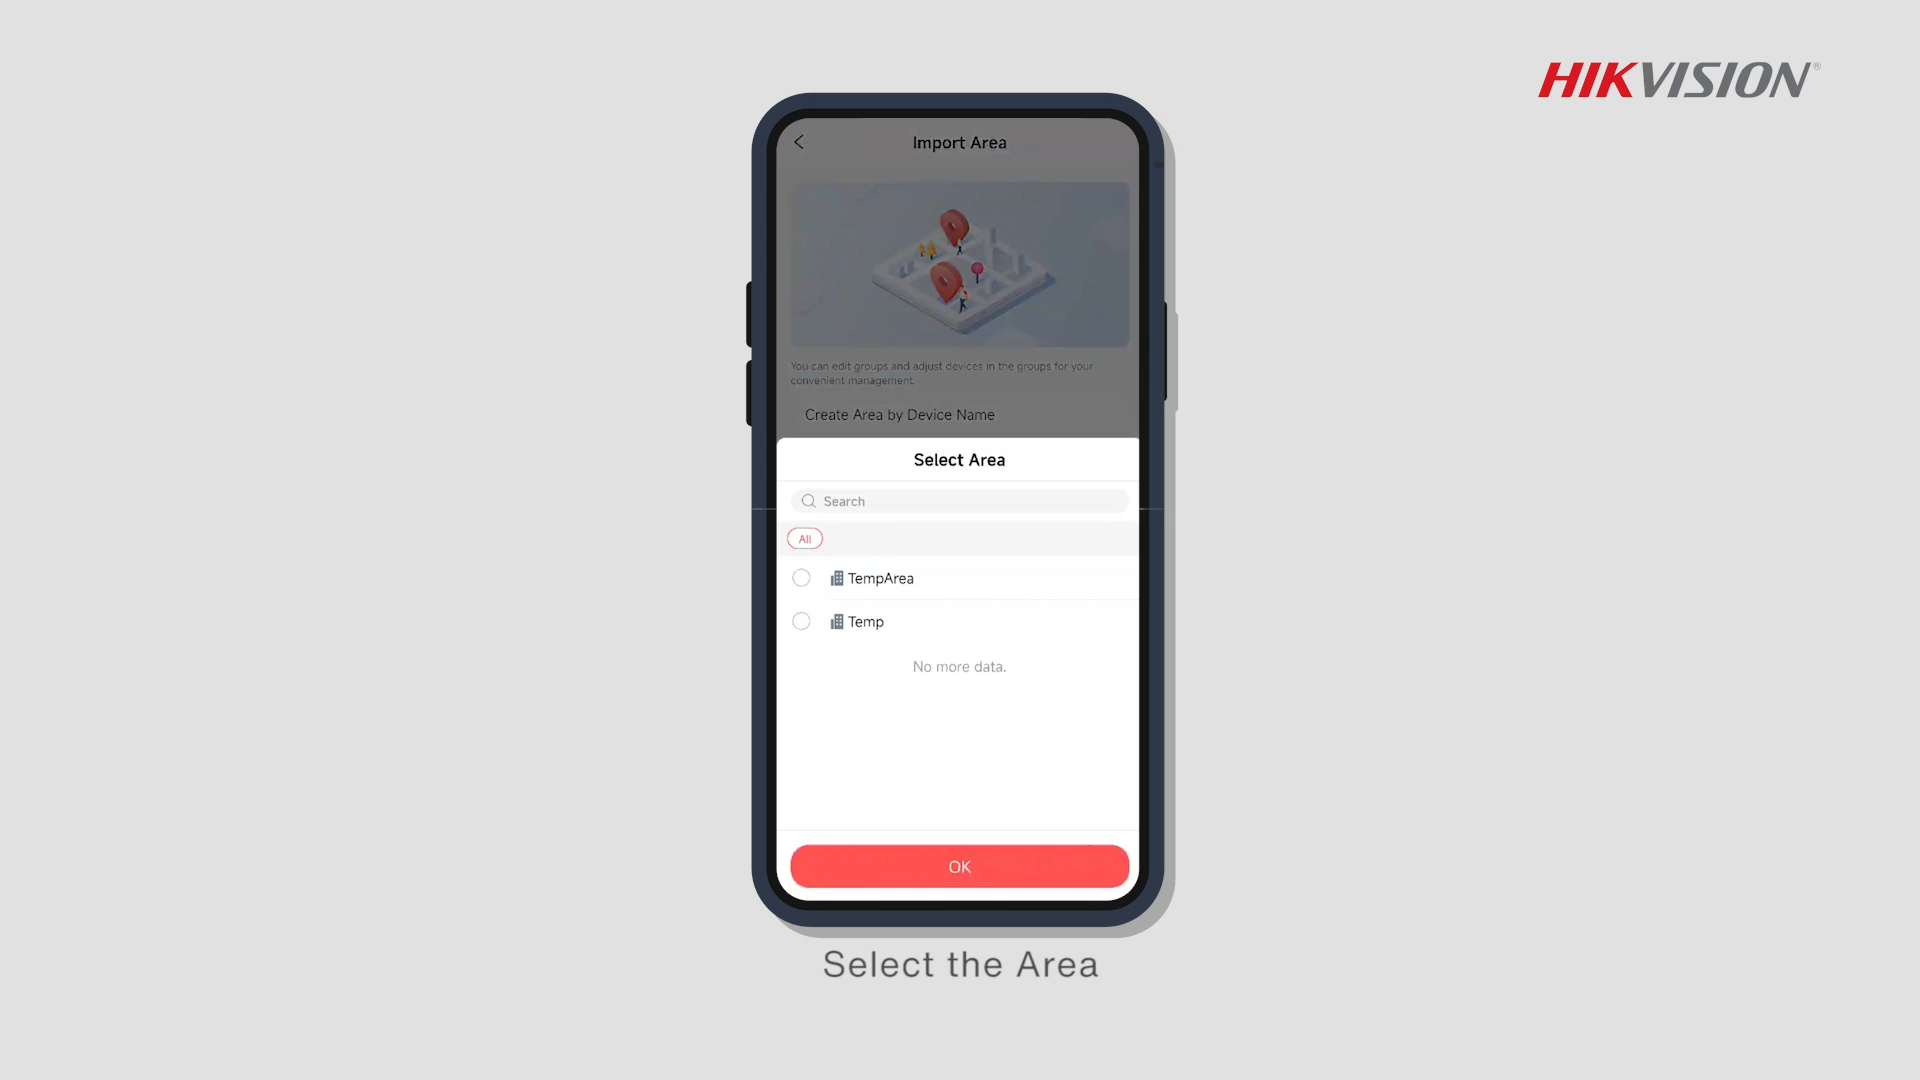 HIKVISION®
Import Area
You can edit groups and adjust devices in the groups for your
convenient management.
Create Area by Device Name
Select Area
Search
All
TempArea
Temp
No more data.
OK
Select the Area